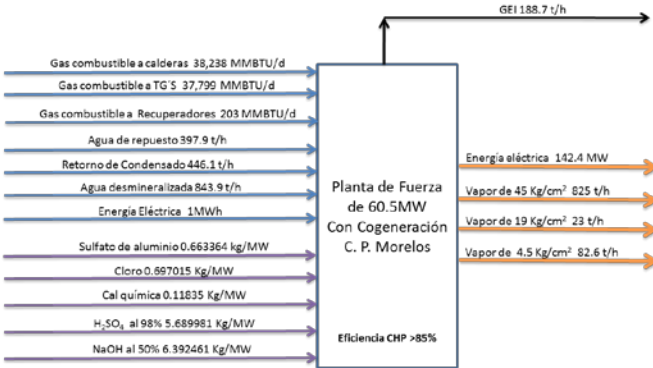 GEI 188.7 t/h
Gas combustible a calderas 38,238 MMBTU/d
Gas combustible a TG´S 37,799 MMBTU/d
Gas combustible a Recuperadores 203 MMBTU/d
Agua de repuesto 397.9 t/h
Retorno de Condensado 446.1 t/h
Agua desmineralizada 843.9 t/h
Energía Eléctrica 1MWh
Sulfato de aluminio 0.663364 kg/MW
Cloro 0.697015 Kg/MW
Cal química 0.11835 Kg/MW
H₂SO₄ al 98% 5.689981 Kg/MW
NaOH al 50% 6.392461 Kg/MW
Planta de Fuerza
de 60.5MW
Con Cogeneración
C. P. Morelos
Eficiencia CHP >85%
Energía eléctrica 142.4 MW
Vapor de 45 Kg/cm² 825 t/h
Vapor de 19 Kg/cm² 23 t/h
Vapor de 4.5 Kg/cm² 82.6 t/h